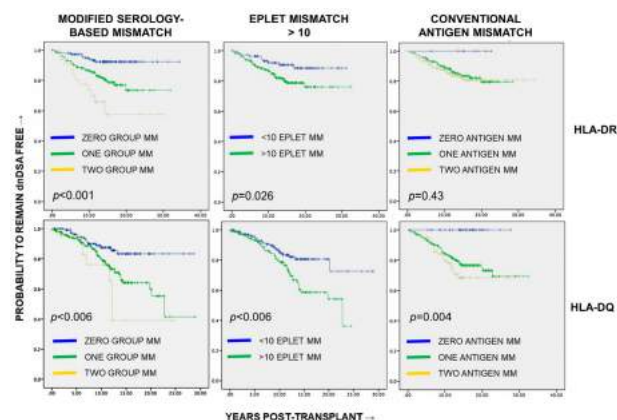 MODIFIED SEROLOGY-
BASED MISMATCH
EPLET MISMATCH
> 10
CONVENTIONAL
ANTIGEN MISMATCH
PROBABILITY TO REMAIN dnDSA FREE →
ZERO GROUP MM
ONE GROUP MM
TWO GROUP MM
p<0.001
<10 EPLET MM
>10 EPLET MM
p=0.026
ZERO ANTIGEN MM
ONE ANTIGEN MM
TWO ANTIGEN MM
p=0.43
HLA-DR
p<0.006
ZERO GROUP MM
ONE GROUP MM
TWO GROUP MM
p<0.006
<10 EPLET MM
>10 EPLET MM
p=0.004
ZERO ANTIGEN MM
ONE ANTIGEN MM
TWO ANTIGEN MM
HLA-DQ
YEARS POST-TRANSPLANT →